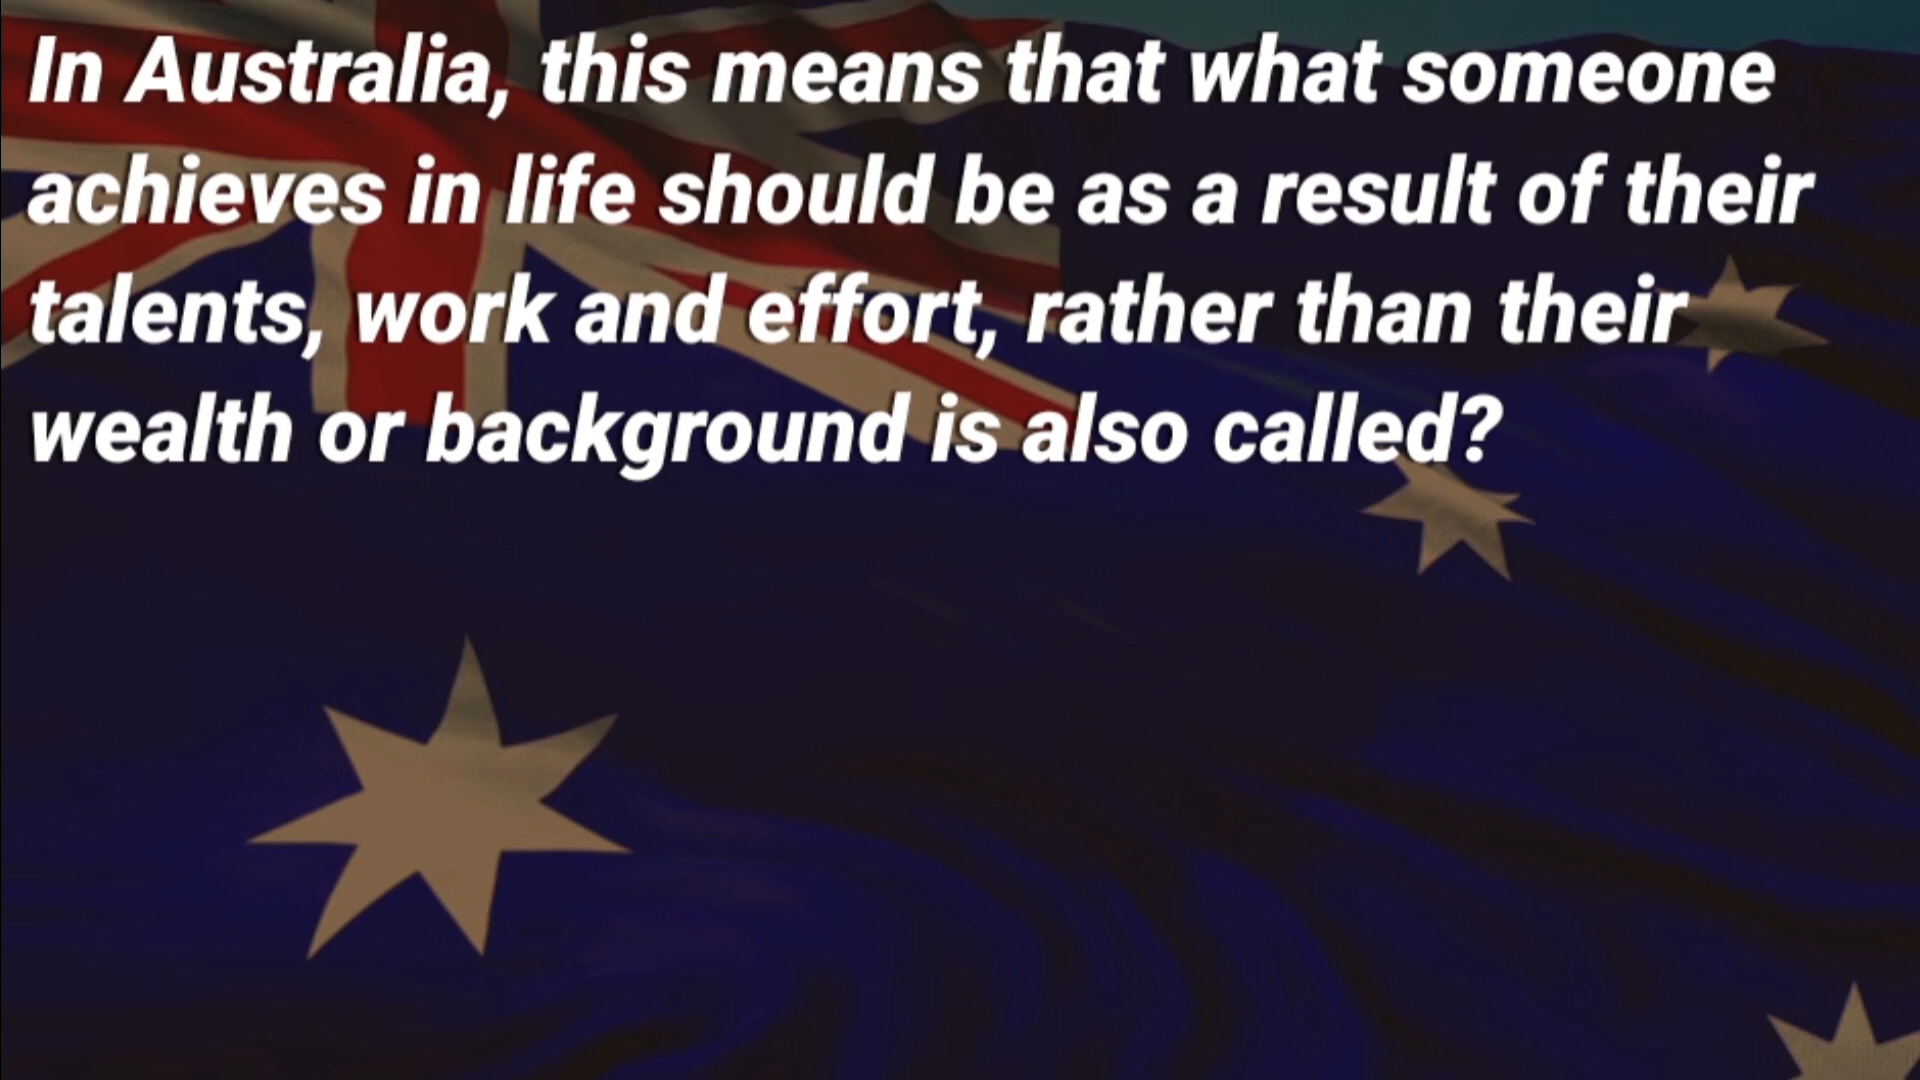 In Australia, this means that what someone
achieves in life should be as a result of their
talents, work and effort, rather than their
wealth or background is also called?